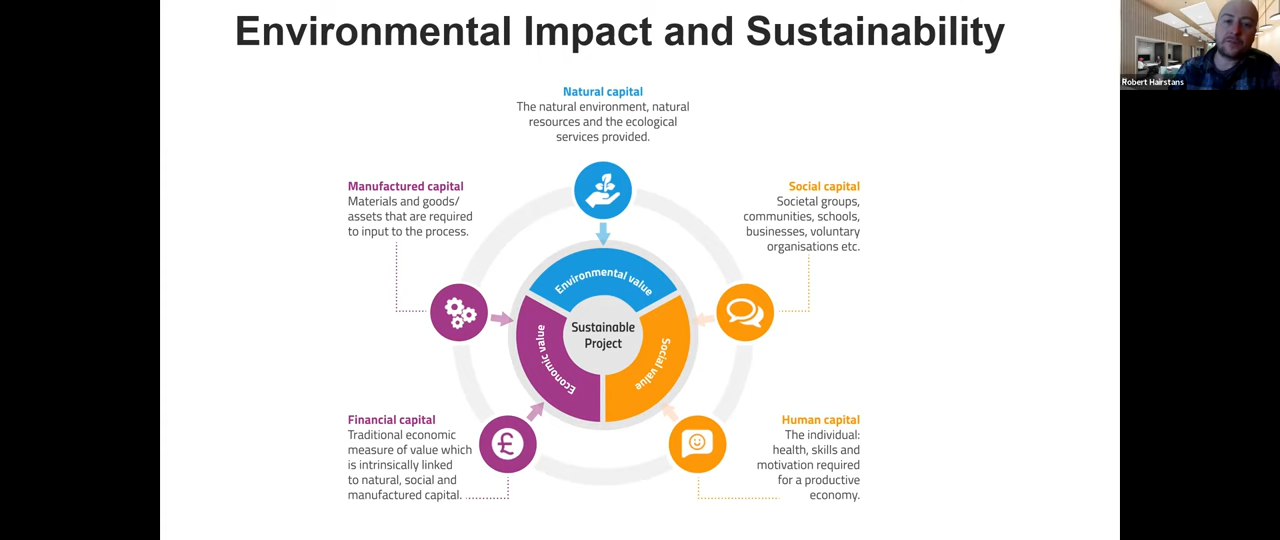 Environmental Impact and Sustainability
Robert Hairstans
Natural capital
The natural environment, natural
resources and the ecological
services provided.
Manufactured capital
Materials and goods/
assets that are required
to input to the process.
Social capital
Societal groups,
communities, schools,
businesses, voluntary
organisations etc.
Environmental value
Sustainable
Project
Economic value
Social value
Financial capital
Traditional economic
measure of value which
is intrinsically linked
to natural, social and
manufactured capital.
£
Human capital
The individual:
health, skills and
motivation required
for a productive
economy.